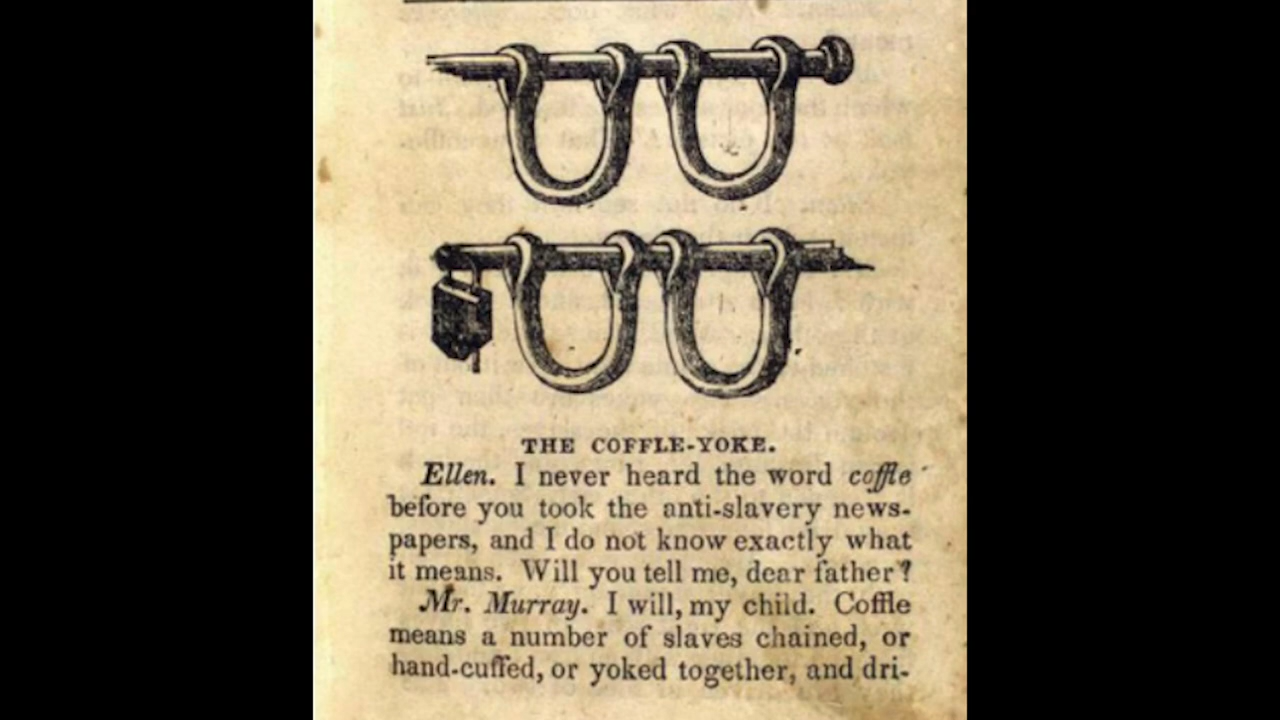 THE COFFLE-YOKE.
Ellen. I never heard the word coffle
before you took the anti-slavery news-
papers, and I do not know exactly what
it means. Will you tell me, dear father?
Mr. Murray. I will, my child. Coffle
means a number of slaves chained, or
hand-cuffed, or yoked together, and dri-